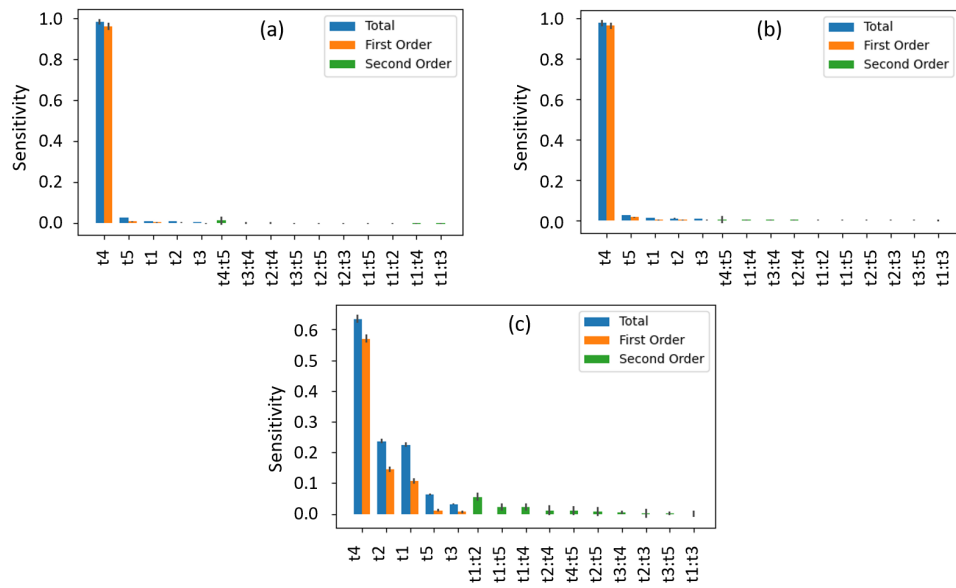 (a)
Total
First Order
Second Order
Sensitivity
1.0
0.8
0.6
0.4
0.2
0.0
t4
t5
t1
t2
t3
t4:t5
t3:t4
t3:t5
t2:t5
t2:t3
t1:t5
t1:t2
t1:t4
t1:t3
(b)
Total
First Order
Second Order
Sensitivity
1.0
0.8
0.6
0.4
0.2
0.0
t4
t5
t1
t2
t3
t4:t5
t1:t4
t3:t4
t2:t4
t1:t2
t1:t5
t2:t5
t2:t3
t3:t5
t1:t3
(c)
Total
First Order
Second Order
Sensitivity
0.6
0.5
0.4
0.3
0.2
0.1
0.0
t4
t2
t1
t5
t3
t1:t2
t1:t5
t1:t4
t2:t4
t4:t5
t2:t5
t3:t4
t2:t3
t3:t5
t1:t3